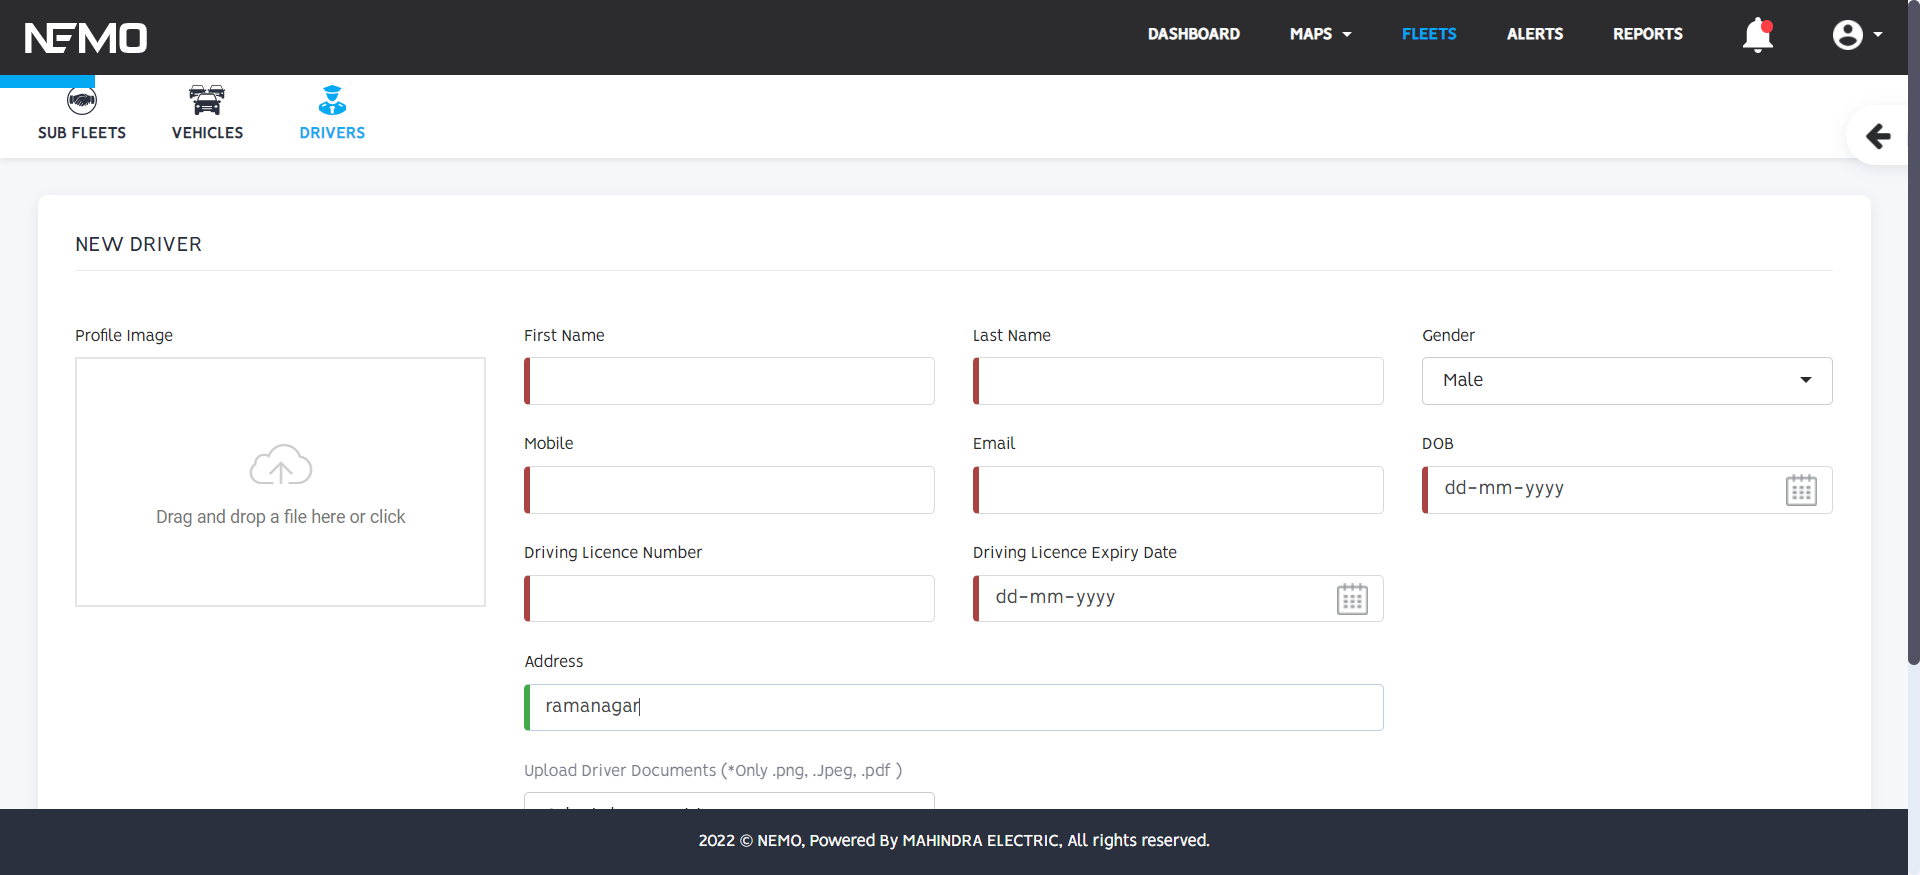 NEMO
DASHBOARD MAPS FLEETS ALERTS REPORTS
SUB FLEETS VEHICLES DRIVERS
NEW DRIVER
Profile Image
First Name
Last Name
Gender
Male
Drag and drop a file here or click
Mobile
Email
DOB
dd-mm-yyyy
Driving Licence Number
Driving Licence Expiry Date
dd-mm-yyyy
Address
ramanagar
Upload Driver Documents (*Only .png, .Jpeg, .pdf )
2022 © NEMO, Powered By MAHINDRA ELECTRIC, All rights reserved.